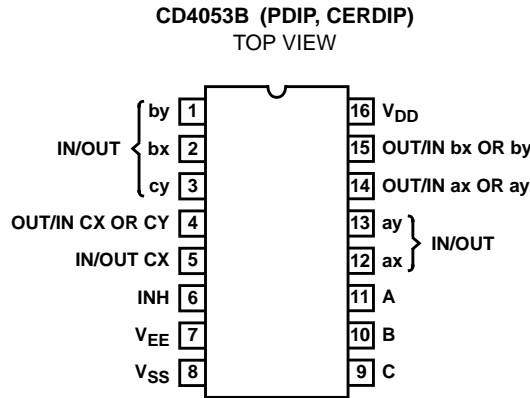 CD4053B (PDIP, CERDIP)
TOP VIEW
by 1
bx 2
IN/OUT
cy 3
OUT/IN CX OR CY 4
IN/OUT CX 5
INH 6
VEE 7
VSS 8
16 VDD
15 OUT/IN bx OR by
14 OUT/IN ax OR ay
13 ay
IN/OUT
12 ax
11 A
10 B
9 C